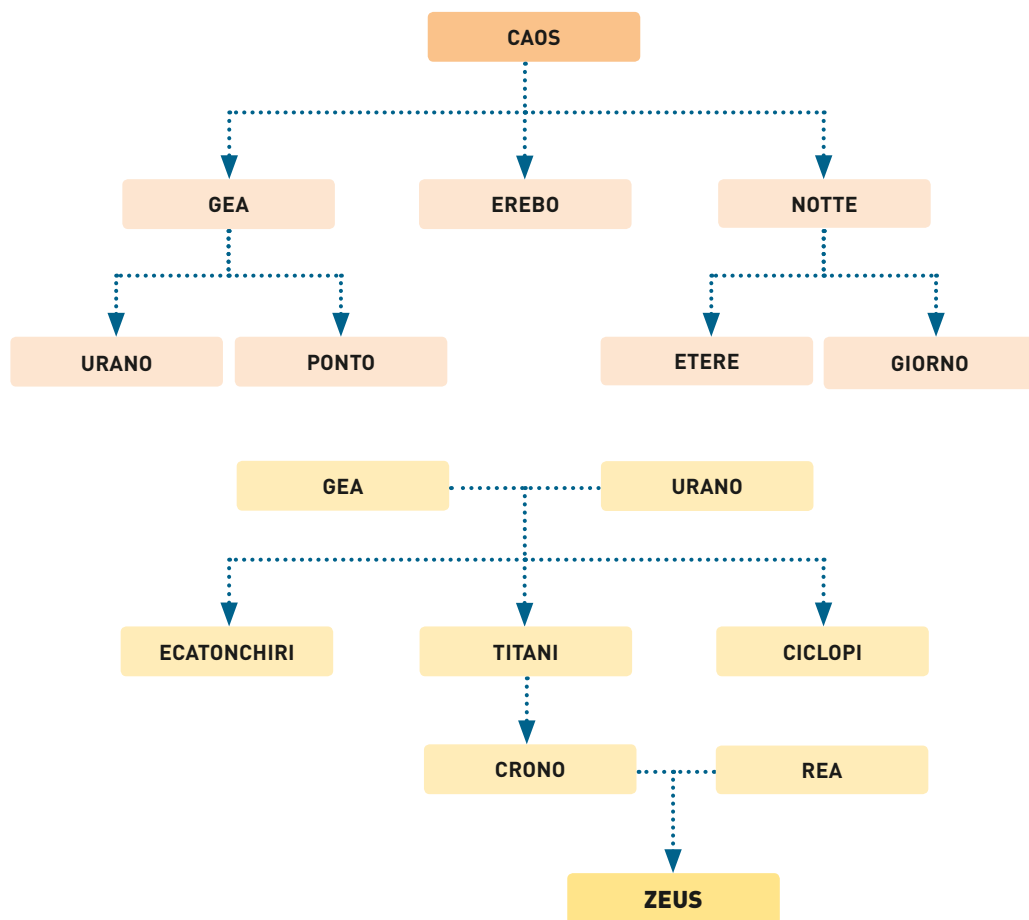 CAOS
GEA
EREBO
NOTTE
URANO
PONTO
ETERE
GIORNO
GEA
URANO
ECATONCHIRI
TITANI
CICLOPI
CRONO
REA
ZEUS